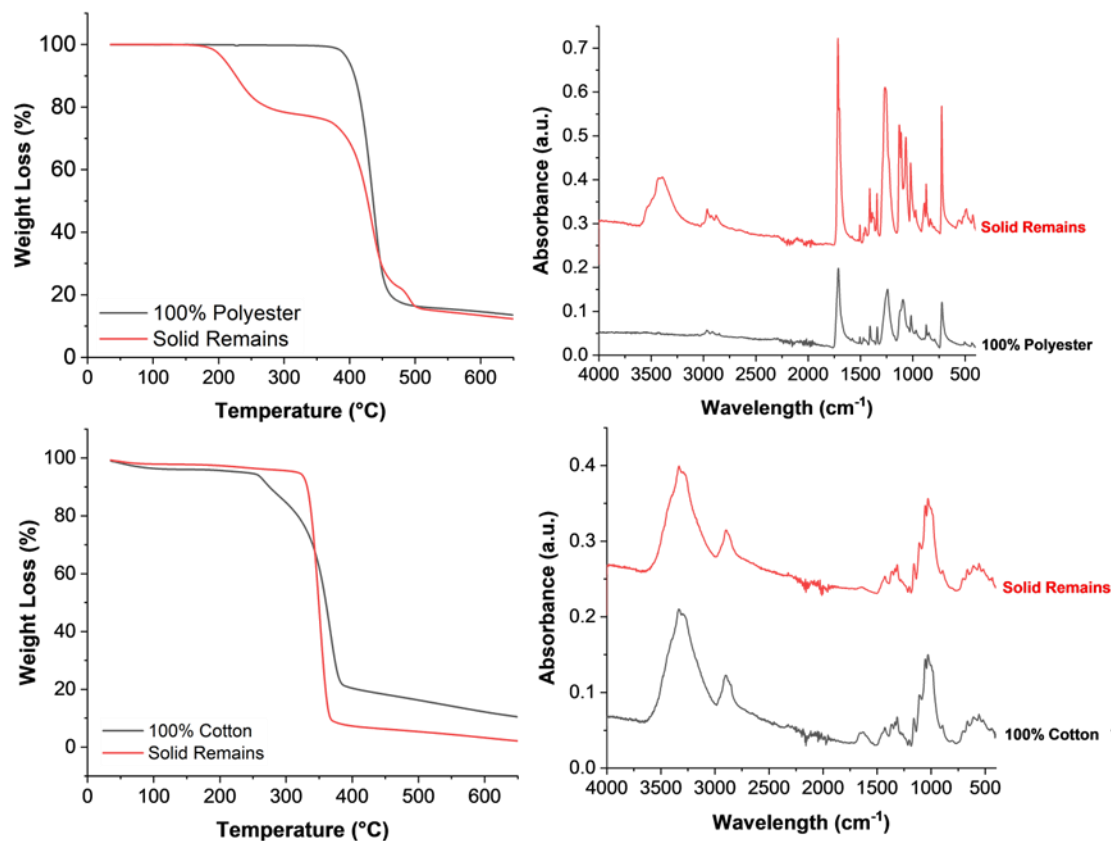 100
80
60
40
20
0
Weight Loss (%)
100% Polyester
Solid Remains
0 100 200 300 400 500 600
Temperature (°C)
0.7
0.6
0.5
0.4
0.3
0.2
0.1
0.0
Absorbance (a.u.)
Solid Remains
100% Polyester
4000 3500 3000 2500 2000 1500 1000 500
Wavelength (cm⁻¹)
100
80
60
40
20
0
Weight Loss (%)
100% Cotton
Solid Remains
0 100 200 300 400 500 600
Temperature (°C)
0.4
0.3
0.2
0.1
0.0
Absorbance (a.u.)
Solid Remains
100% Cotton
4000 3500 3000 2500 2000 1500 1000 500
Wavelength (cm⁻¹)